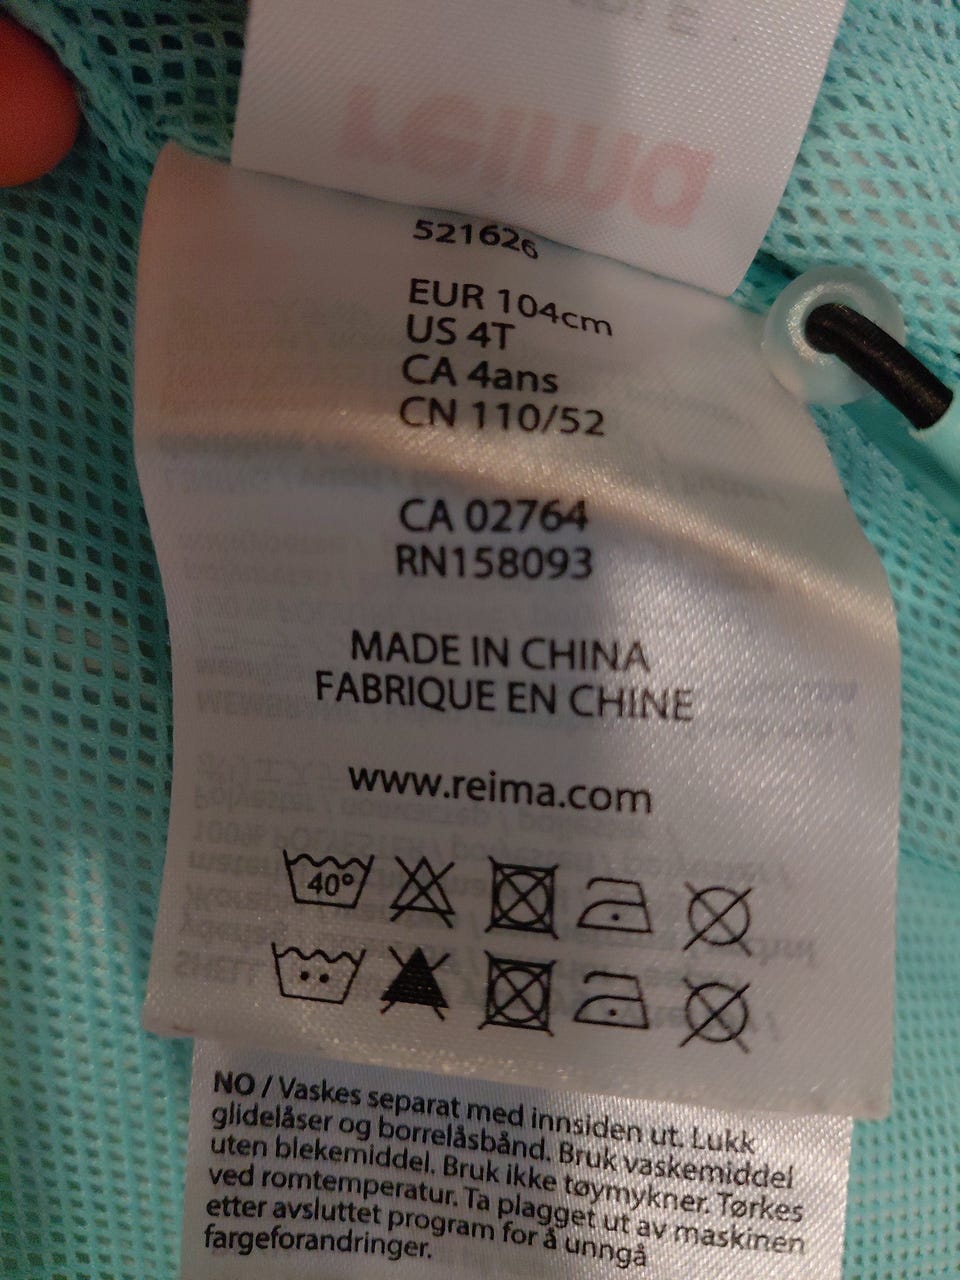 reima
521626
EUR 104cm
US 4T
CA 4ans
CN 110/52
CA 02764
RN158093
MADE IN CHINA
FABRIQUE EN CHINE
www.reima.com
40°
NO / Vaskes separat med innsiden ut. Lukk
glidelåser og borrelåsbånd. Bruk vaskemiddel
uten blekemiddel. Bruk ikke tøymykner. Tørkes
ved romtemperatur. Ta plagget ut av maskinen
etter avsluttet program for å unngå
fargeforandringer.